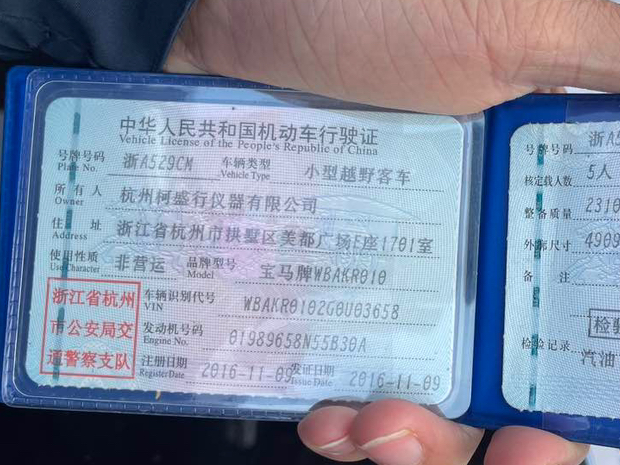 中华人民共和国机动车行驶证
Vehicle License of the People's Republic of China
号牌号码 浙A529CM 车辆类型 小型越野客车
Plate No. Vehicle Type
所有人 杭州柯盛行仪器有限公司
Owner
住址 浙江省杭州市拱墅区美都广场F座1701室
Address
使用性质 非营运 品牌型号 宝马牌WBAKR010
Use Character Model
浙江省杭州
市公安局交
通警察支队
车辆识别代号 WBAKR0102G0U03658
VIN
发动机号码 01989658N55B30A
Engine No.
注册日期 2016-11-09 发证日期 2016-11-09
Register Date Issue Date
号牌号码 浙A5
核定载人数 5人
整备质量 2310
外廓尺寸 4909
备注
检验
检验记录
汽油